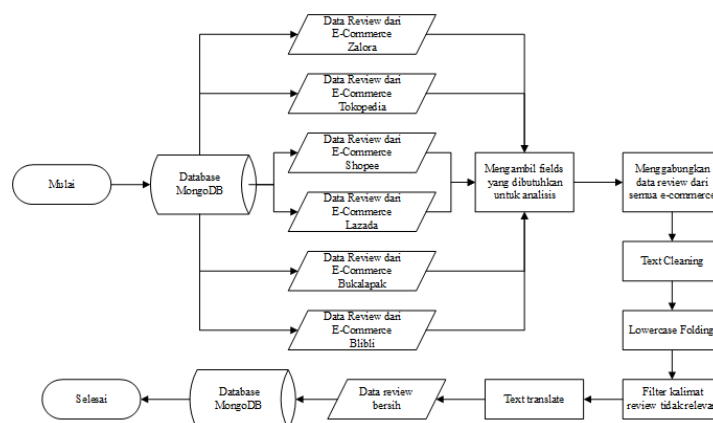 Data Review dari
E-Commerce
Zalora
Data Review dari
E-Commerce
Tokopedia
Data Review dari
E-Commerce
Shopee
Data Review dari
E-Commerce
Lazada
Data Review dari
E-Commerce
Bukalapak
Data Review dari
E-Commerce
Blibli
Mulai
Database
MongoDB
Mengambil fields
yang dibutuhkan
untuk analisis
Menggabungkan
data review dari
semua e-commerce
Text Cleaning
Lowercase Folding
Filter kalimat
review tidak relevan
Text translate
Data review
bersih
Database
MongoDB
Selesai